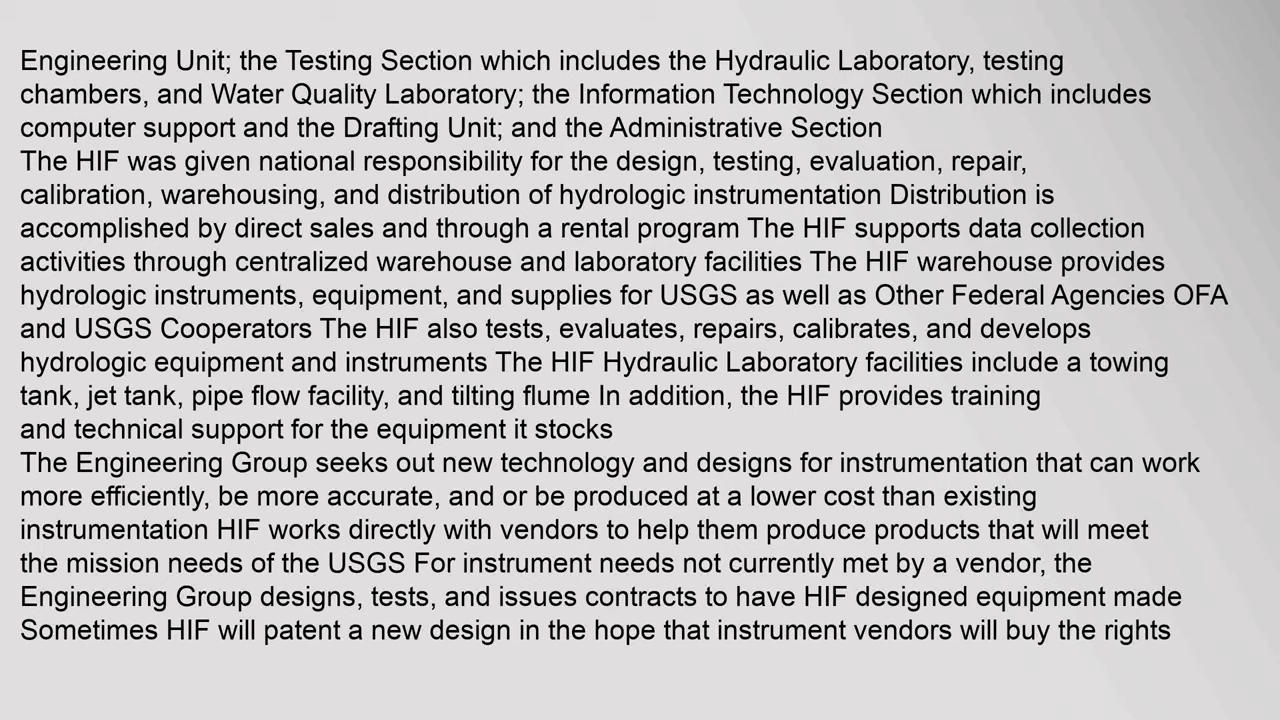 Engineering Unit; the Testing Section which includes the Hydraulic Laboratory, testing
chambers, and Water Quality Laboratory; the Information Technology Section which includes
computer support and the Drafting Unit; and the Administrative Section
The HIF was given national responsibility for the design, testing, evaluation, repair,
calibration, warehousing, and distribution of hydrologic instrumentation Distribution is
accomplished by direct sales and through a rental program The HIF supports data collection
activities through centralized warehouse and laboratory facilities The HIF warehouse provides
hydrologic instruments, equipment, and supplies for USGS as well as Other Federal Agencies OFA
and USGS Cooperators The HIF also tests, evaluates, repairs, calibrates, and develops
hydrologic equipment and instruments The HIF Hydraulic Laboratory facilities include a towing
tank, jet tank, pipe flow facility, and tilting flume In addition, the HIF provides training
and technical support for the equipment it stocks
The Engineering Group seeks out new technology and designs for instrumentation that can work
more efficiently, be more accurate, and or be produced at a lower cost than existing
instrumentation HIF works directly with vendors to help them produce products that will meet
the mission needs of the USGS For instrument needs not currently met by a vendor, the
Engineering Group designs, tests, and issues contracts to have HIF designed equipment made
Sometimes HIF will patent a new design in the hope that instrument vendors will buy the rights